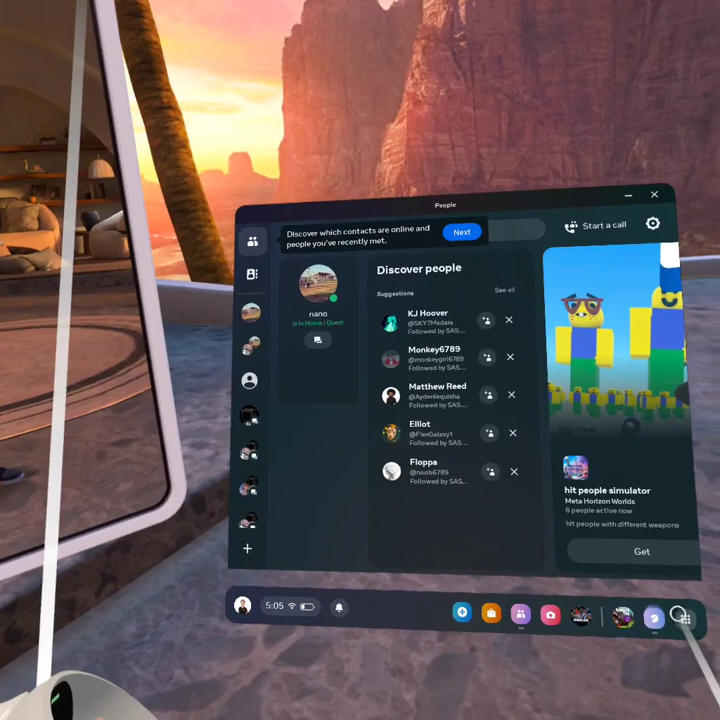 People
Discover which contacts are online and
people you've recently met.
Next
Start a call
nano
Is in Home | Quest
Discover people
Suggestions
See all
KJ Hoover
@SKY7Madara
Followed by SAS...
Monkey6789
@monkeygirl6789
Followed by SAS...
Matthew Reed
@Aydenlequisha
Followed by SAS...
Elliot
@F!exGalaxy1
Followed by SAS...
Floppa
@noob6789
Followed by SAS...
hit people simulator
Meta Horizon Worlds
6 people active now
hit people with different weapons
Get
5:05